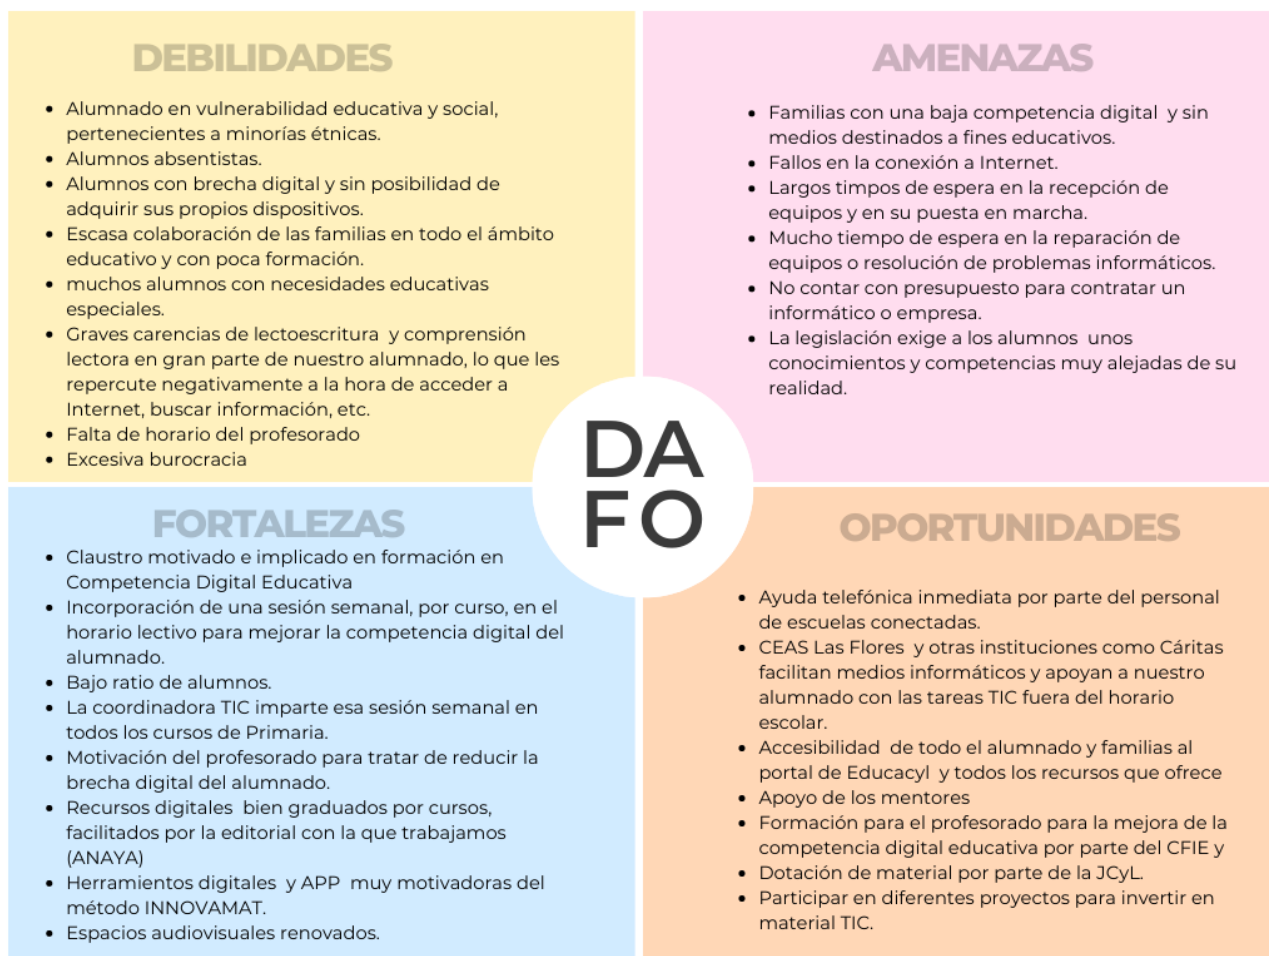 DEBILIDADES
• Alumnado en vulnerabilidad educativa y social,
pertenecientes a minorías étnicas.
• Alumnos absentistas.
• Alumnos con brecha digital y sin posibilidad de
adquirir sus propios dispositivos.
• Escasa colaboración de las familias en todo el ámbito
educativo y con poca formación.
• muchos alumnos con necesidades educativas
especiales.
• Graves carencias de lectoescritura y comprensión
lectora en gran parte de nuestro alumnado, lo que les
repercute negativamente a la hora de acceder a
Internet, buscar información, etc.
• Falta de horario del profesorado
• Excesiva burocracia
AMENAZAS
• Familias con una baja competencia digital y sin
medios destinados a fines educativos.
• Fallos en la conexión a Internet.
• Largos timpos de espera en la recepción de
equipos y en su puesta en marcha.
• Mucho tiempo de espera en la reparación de
equipos o resolución de problemas informáticos.
• No contar con presupuesto para contratar un
informático o empresa.
• La legislación exige a los alumnos unos
conocimientos y competencias muy alejadas de su
realidad.
DA
FO
FORTALEZAS
• Claustro motivado e implicado en formación en
Competencia Digital Educativa
• Incorporación de una sesión semanal, por curso, en el
horario lectivo para mejorar la competencia digital del
alumnado.
• Bajo ratio de alumnos.
• La coordinadora TIC imparte esa sesión semanal en
todos los cursos de Primaria.
• Motivación del profesorado para tratar de reducir la
brecha digital del alumnado.
• Recursos digitales bien graduados por cursos,
facilitados por la editorial con la que trabajamos
(ANAYA)
• Herramientos digitales y APP muy motivadoras del
método INNOVAMAT.
• Espacios audiovisuales renovados.
OPORTUNIDADES
• Ayuda telefónica inmediata por parte del personal
de escuelas conectadas.
• CEAS Las Flores y otras instituciones como Cáritas
facilitan medios informáticos y apoyan a nuestro
alumnado con las tareas TIC fuera del horario
escolar.
• Accesibilidad de todo el alumnado y familias al
portal de Educacyl y todos los recursos que ofrece
• Apoyo de los mentores
• Formación para el profesorado para la mejora de la
competencia digital educativa por parte del CFIE y
• Dotación de material por parte de la JCyL.
• Participar en diferentes proyectos para invertir en
material TIC.